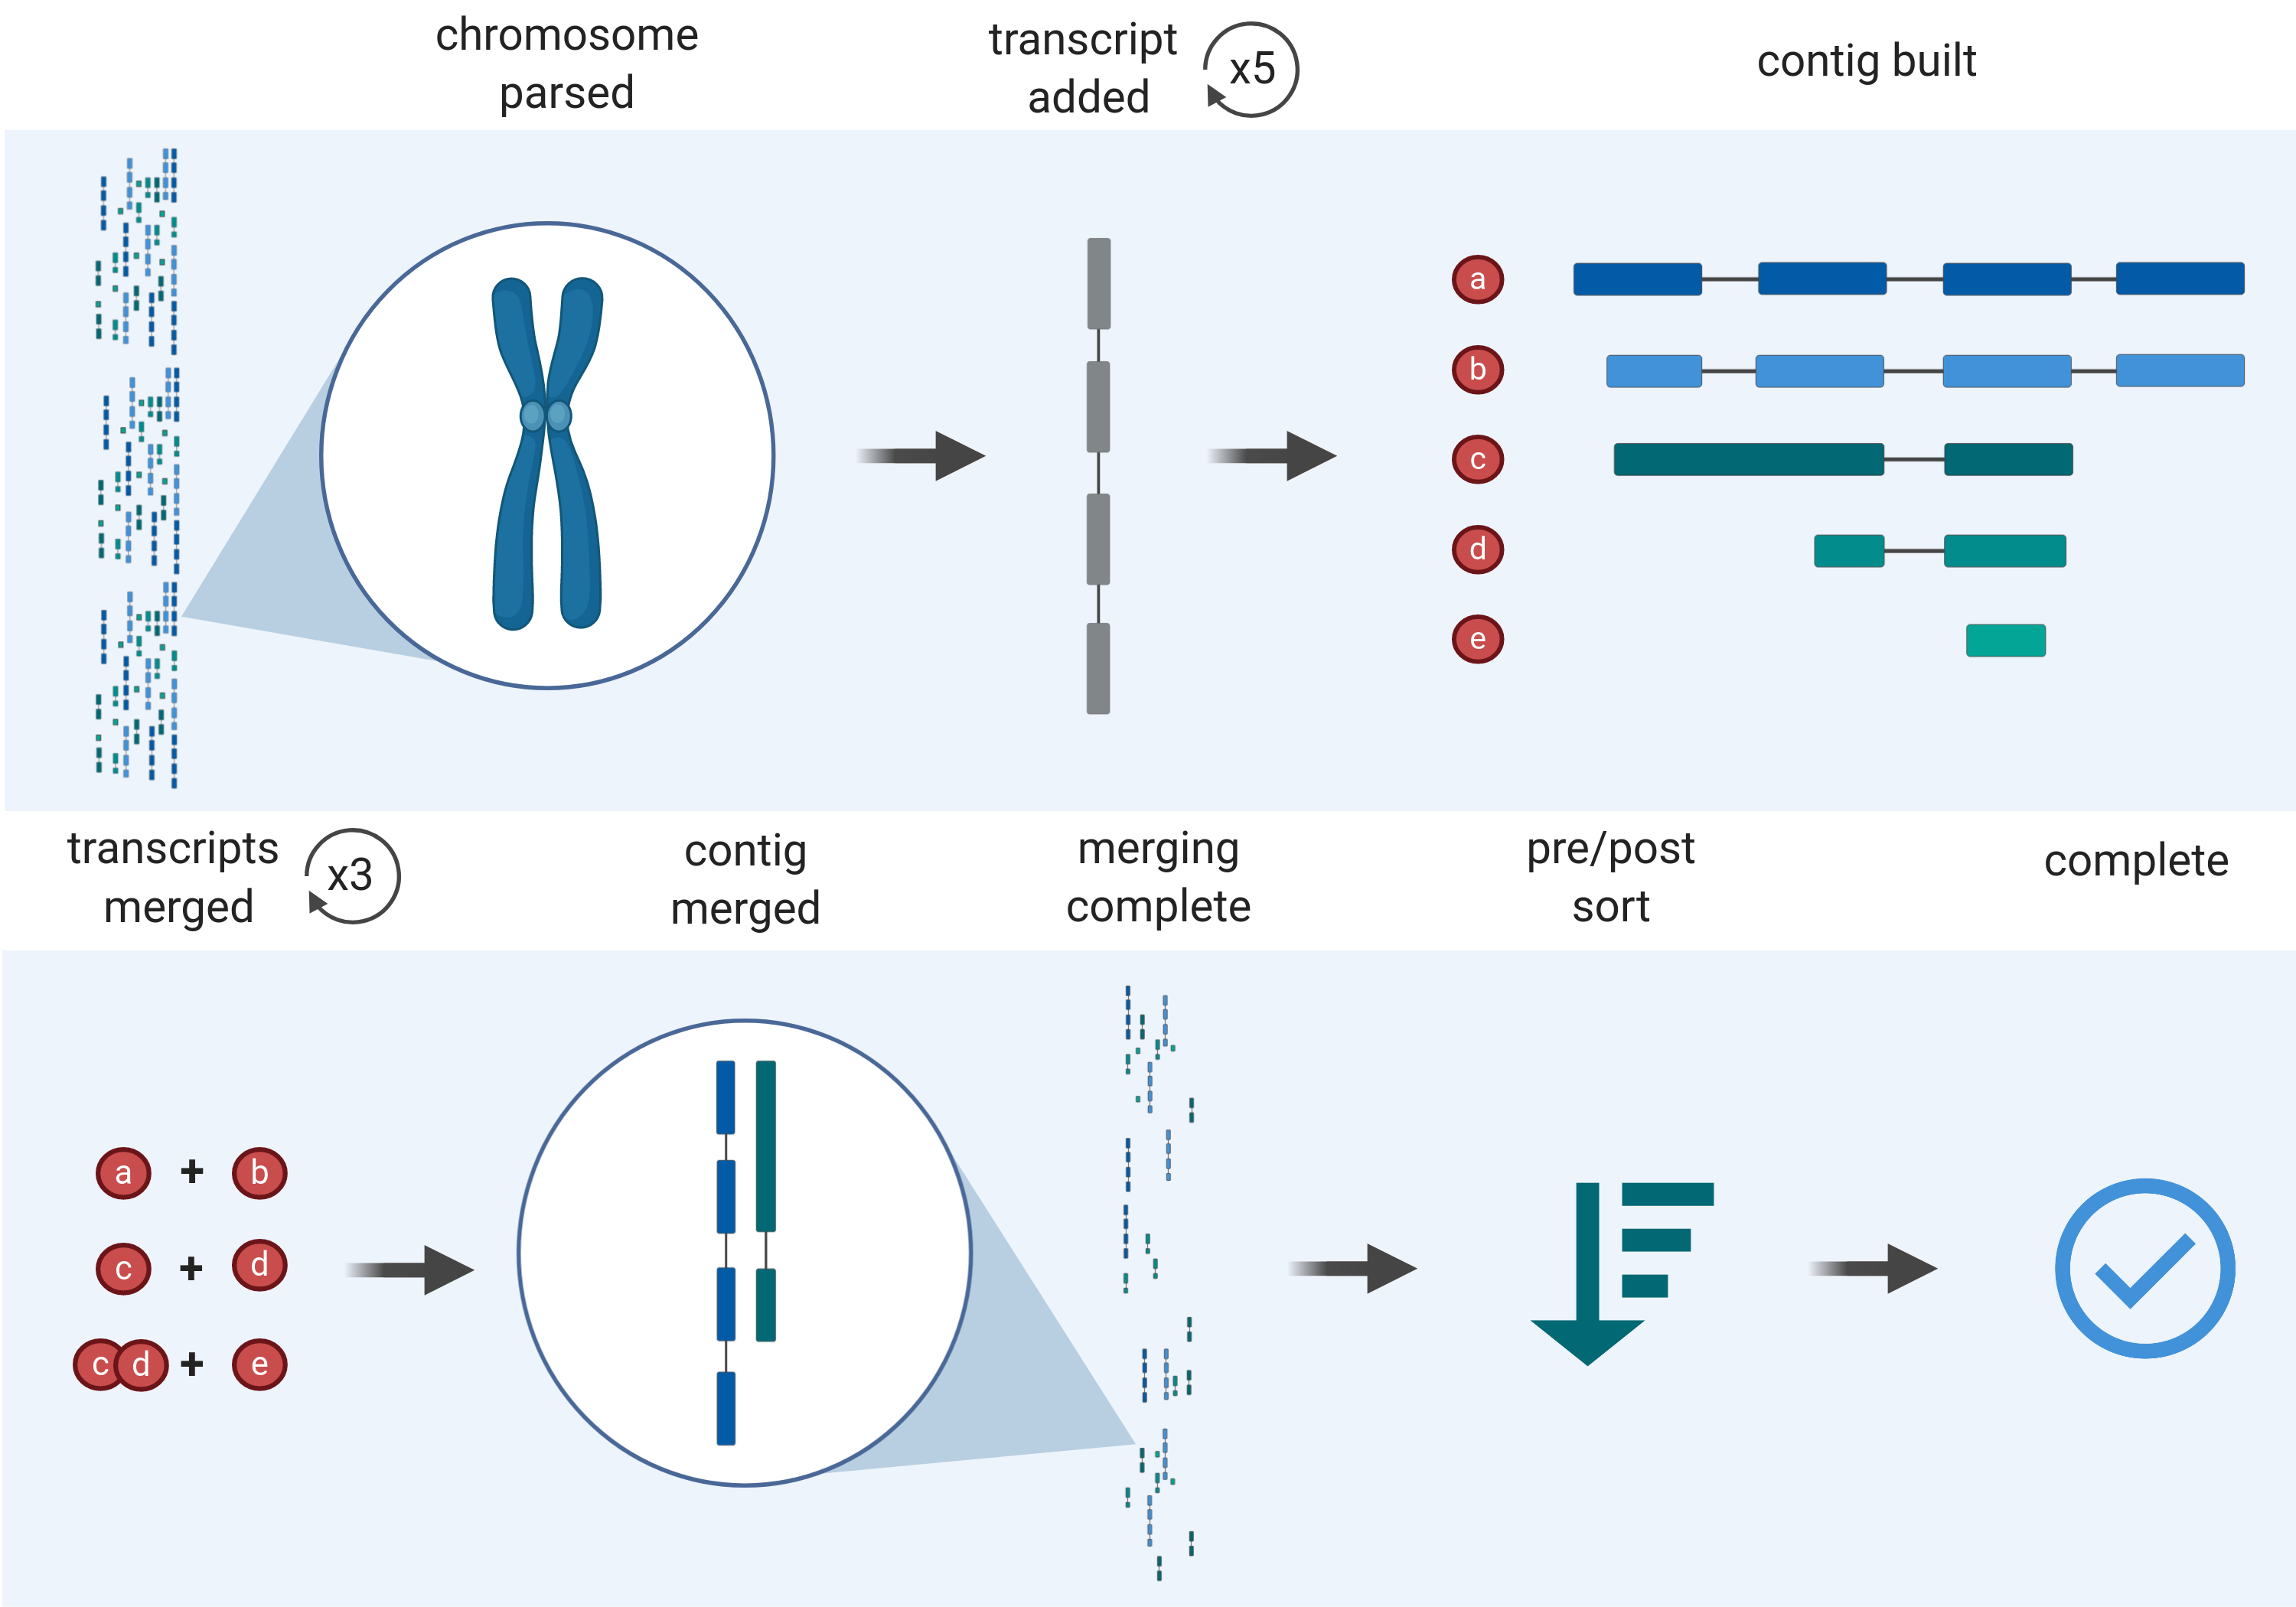 chromosome
parsed
transcript
added
x5
contig built
a
b
c
d
e
transcripts
merged
x3
contig
merged
merging
complete
pre/post
sort
complete
a + b
c + d
c d + e